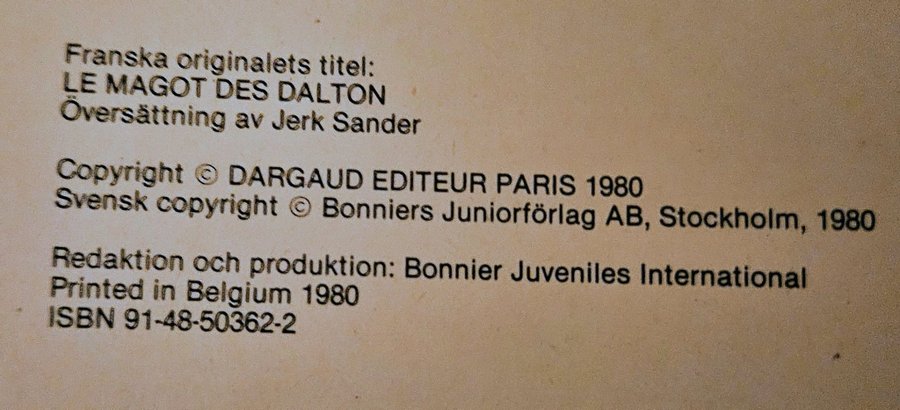 Franska originalets titel:
LE MAGOT DES DALTON
Översättning av Jerk Sander
Copyright © DARGAUD EDITEUR PARIS 1980
Svensk copyright © Bonniers Juniorförlag AB, Stockholm, 1980
Redaktion och produktion: Bonnier Juveniles International
Printed in Belgium 1980
ISBN 91-48-50362-2